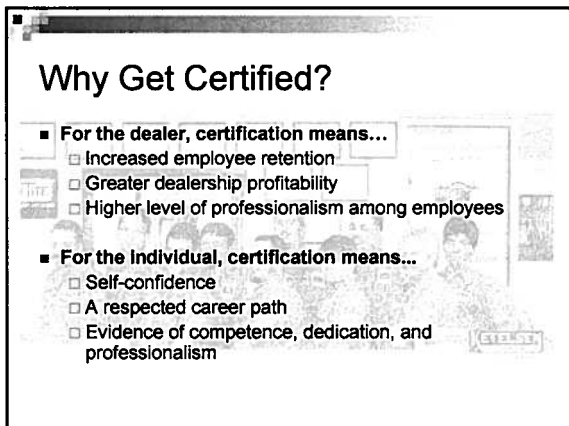 Why Get Certified?
For the dealer, certification means…
Increased employee retention
Greater dealership profitability
Higher level of professionalism among employees
For the individual, certification means...
Self-confidence
A respected career path
Evidence of competence, dedication, and
professionalism